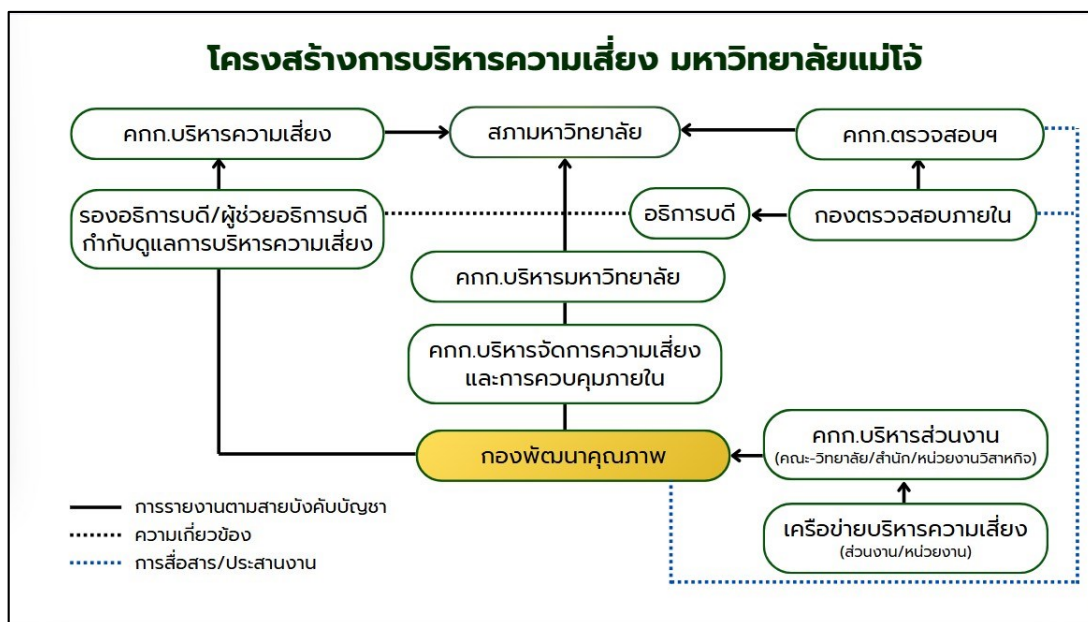 โครงสร้างการบริหารความเสี่ยง มหาวิทยาลัยแม่โจ้
คกก.บริหารความเสี่ยง
สภามหาวิทยาลัย
คกก.ตรวจสอบฯ
รองอธิการบดี/ผู้ช่วยอธิการบดี
กำกับดูแลการบริหารความเสี่ยง
อธิการบดี
กองตรวจสอบภายใน
คกก.บริหารมหาวิทยาลัย
คกก.บริหารจัดการความเสี่ยง
และการควบคุมภายใน
กองพัฒนาคุณภาพ
คกก.บริหารส่วนงาน
(คณะ-วิทยาลัย/สำนัก/หน่วยงานวิสาหกิจ)
เครือข่ายบริหารความเสี่ยง
(ส่วนงาน/หน่วยงาน)
การรายงานตามสายบังคับบัญชา
ความเกี่ยวข้อง
การสื่อสาร/ประสานงาน